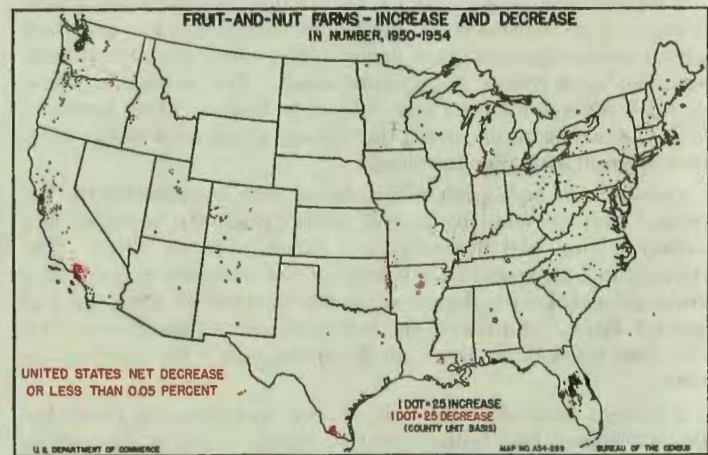 FRUIT-AND-NUT FARMS - INCREASE AND DECREASE
IN NUMBER, 1950-1954
UNITED STATES NET DECREASE
OR LESS THAN 0.05 PERCENT
1 DOT=25 INCREASE
1 DOT=25 DECREASE
(COUNTY UNIT BASIS)
U. S. DEPARTMENT OF COMMERCE
MAP NO. A54-299
BUREAU OF THE CENSUS